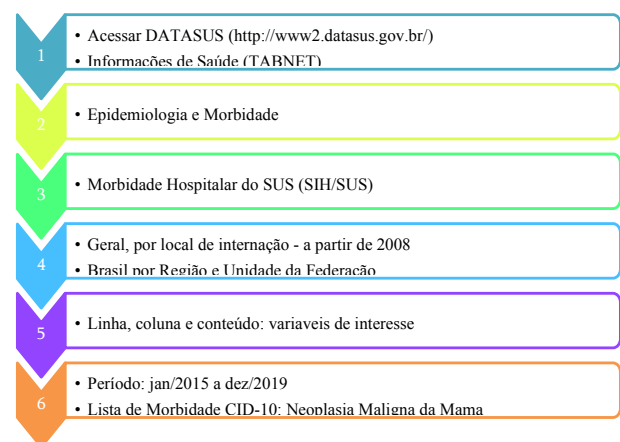 1
• Acessar DATASUS (http://www2.datasus.gov.br/)
• Informações de Saúde (TABNET)
2
• Epidemiologia e Morbidade
3
• Morbidade Hospitalar do SUS (SIH/SUS)
4
• Geral, por local de internação - a partir de 2008
• Brasil por Região e Unidade da Federação
5
• Linha, coluna e conteúdo: variaveis de interesse
6
• Período: jan/2015 a dez/2019
• Lista de Morbidade CID-10: Neoplasia Maligna da Mama